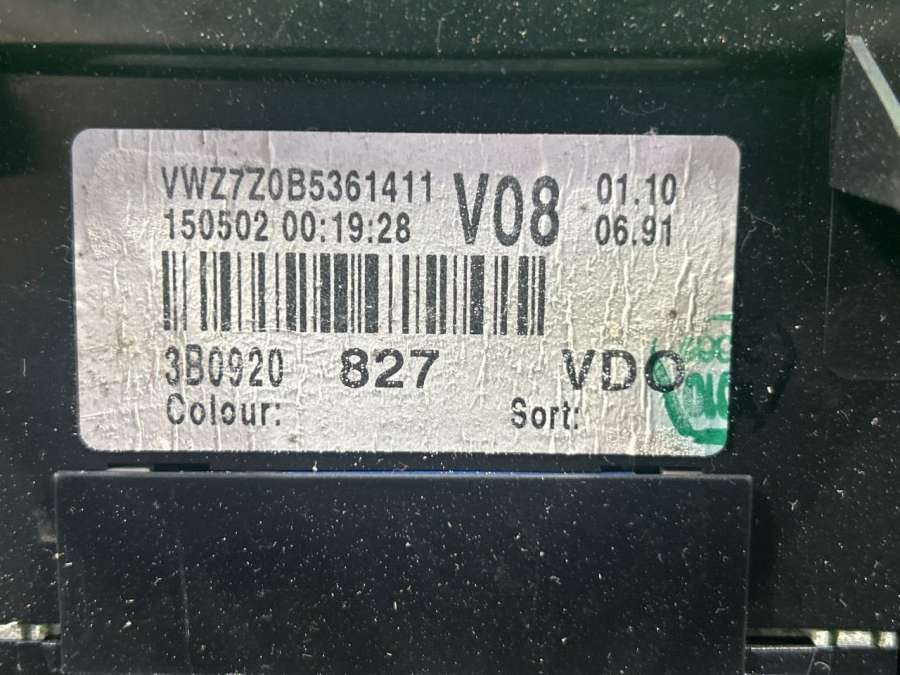 VWZ7Z0B5361411 V08 01.10
150502 00:19:28 06.91
3B0920 827 VDO
Colour: Sort: